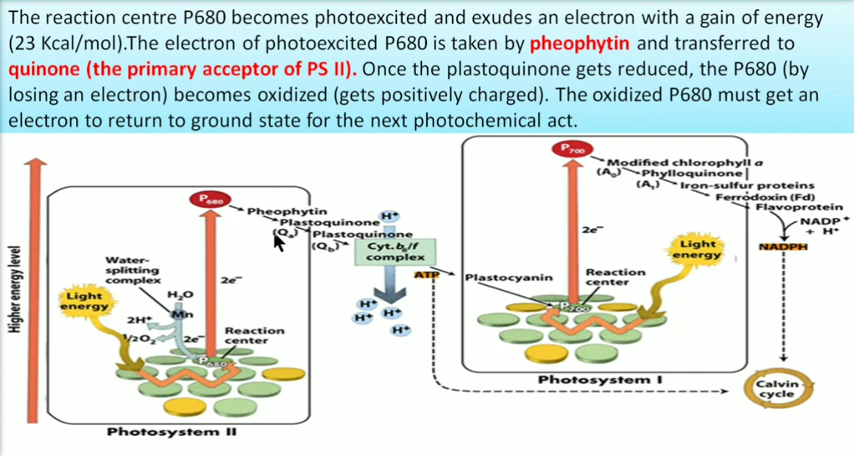 The reaction centre P680 becomes photoexcited and exudes an electron with a gain of energy
(23 Kcal/mol).The electron of photoexcited P680 is taken by pheophytin and transferred to
quinone (the primary acceptor of PS II). Once the plastoquinone gets reduced, the P680 (by
losing an electron) becomes oxidized (gets positively charged). The oxidized P680 must get an
electron to return to ground state for the next photochemical act.
Higher energy level
P680
Pheophytin
Plastoquinone
(Qa)
Plastoquinone
(Qb)
Water-
splitting
complex
Light
energy
H2O
Mn
2H+
1/2O2
2e-
2e-
Reaction
center
P680
Photosystem II
H+
Cyt.b6/f
complex
ATP
H+
H+
H+
H+
Plastocyanin
P700
Modified chlorophyll a
(A0)
Phylloquinone
(A1)
Iron-sulfur proteins
Ferrodoxin (Fd)
Flavoprotein
NADP+
+ H+
NADPH
2e-
Light
energy
Reaction
center
P700
Photosystem I
Calvin
cycle